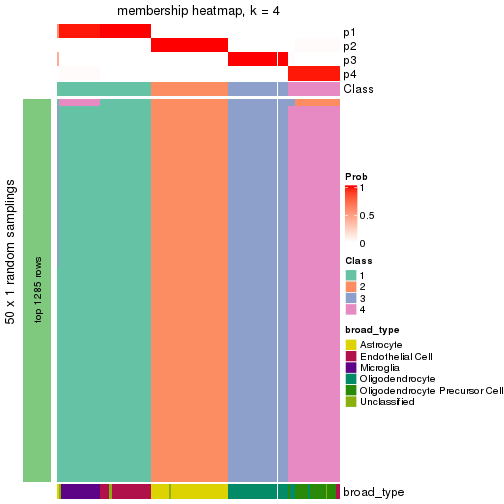 membership heatmap, k = 4
p1
p2
p3
p4
Class
50 x 1 random samplings
top 1285 rows
Prob
1
0.5
0
Class
1
2
3
4
broad_type
Astrocyte
Endothelial Cell
Microglia
Oligodendrocyte
Oligodendrocyte Precursor Cell
Unclassified
broad_type